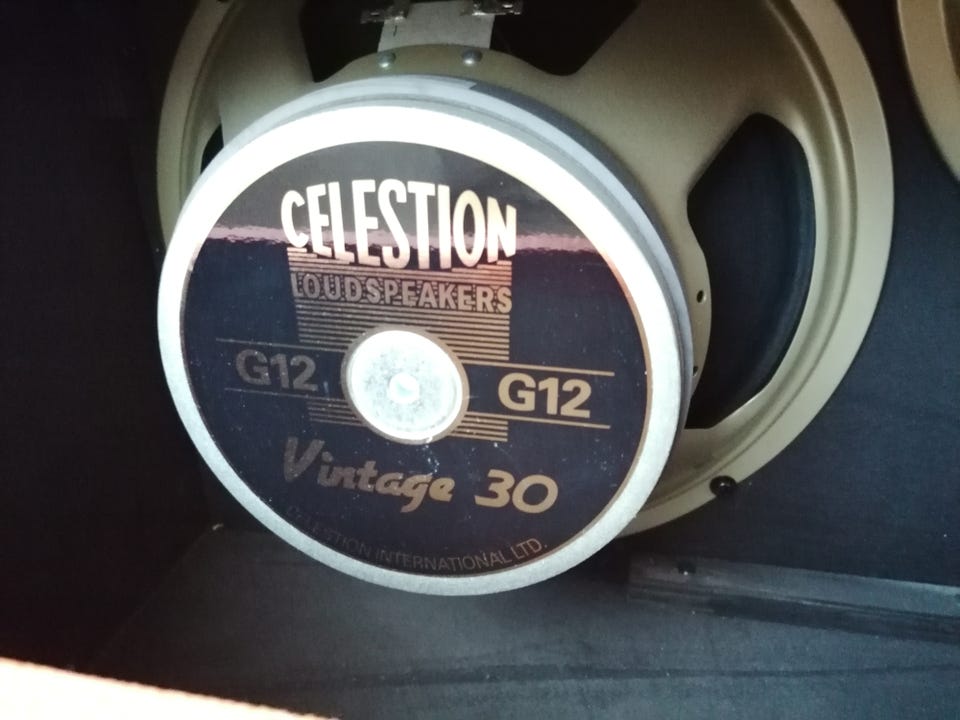 CELESTION
LOUDSPEAKERS
G12 G12
Vintage 30
CELESTION INTERNATIONAL LTD.